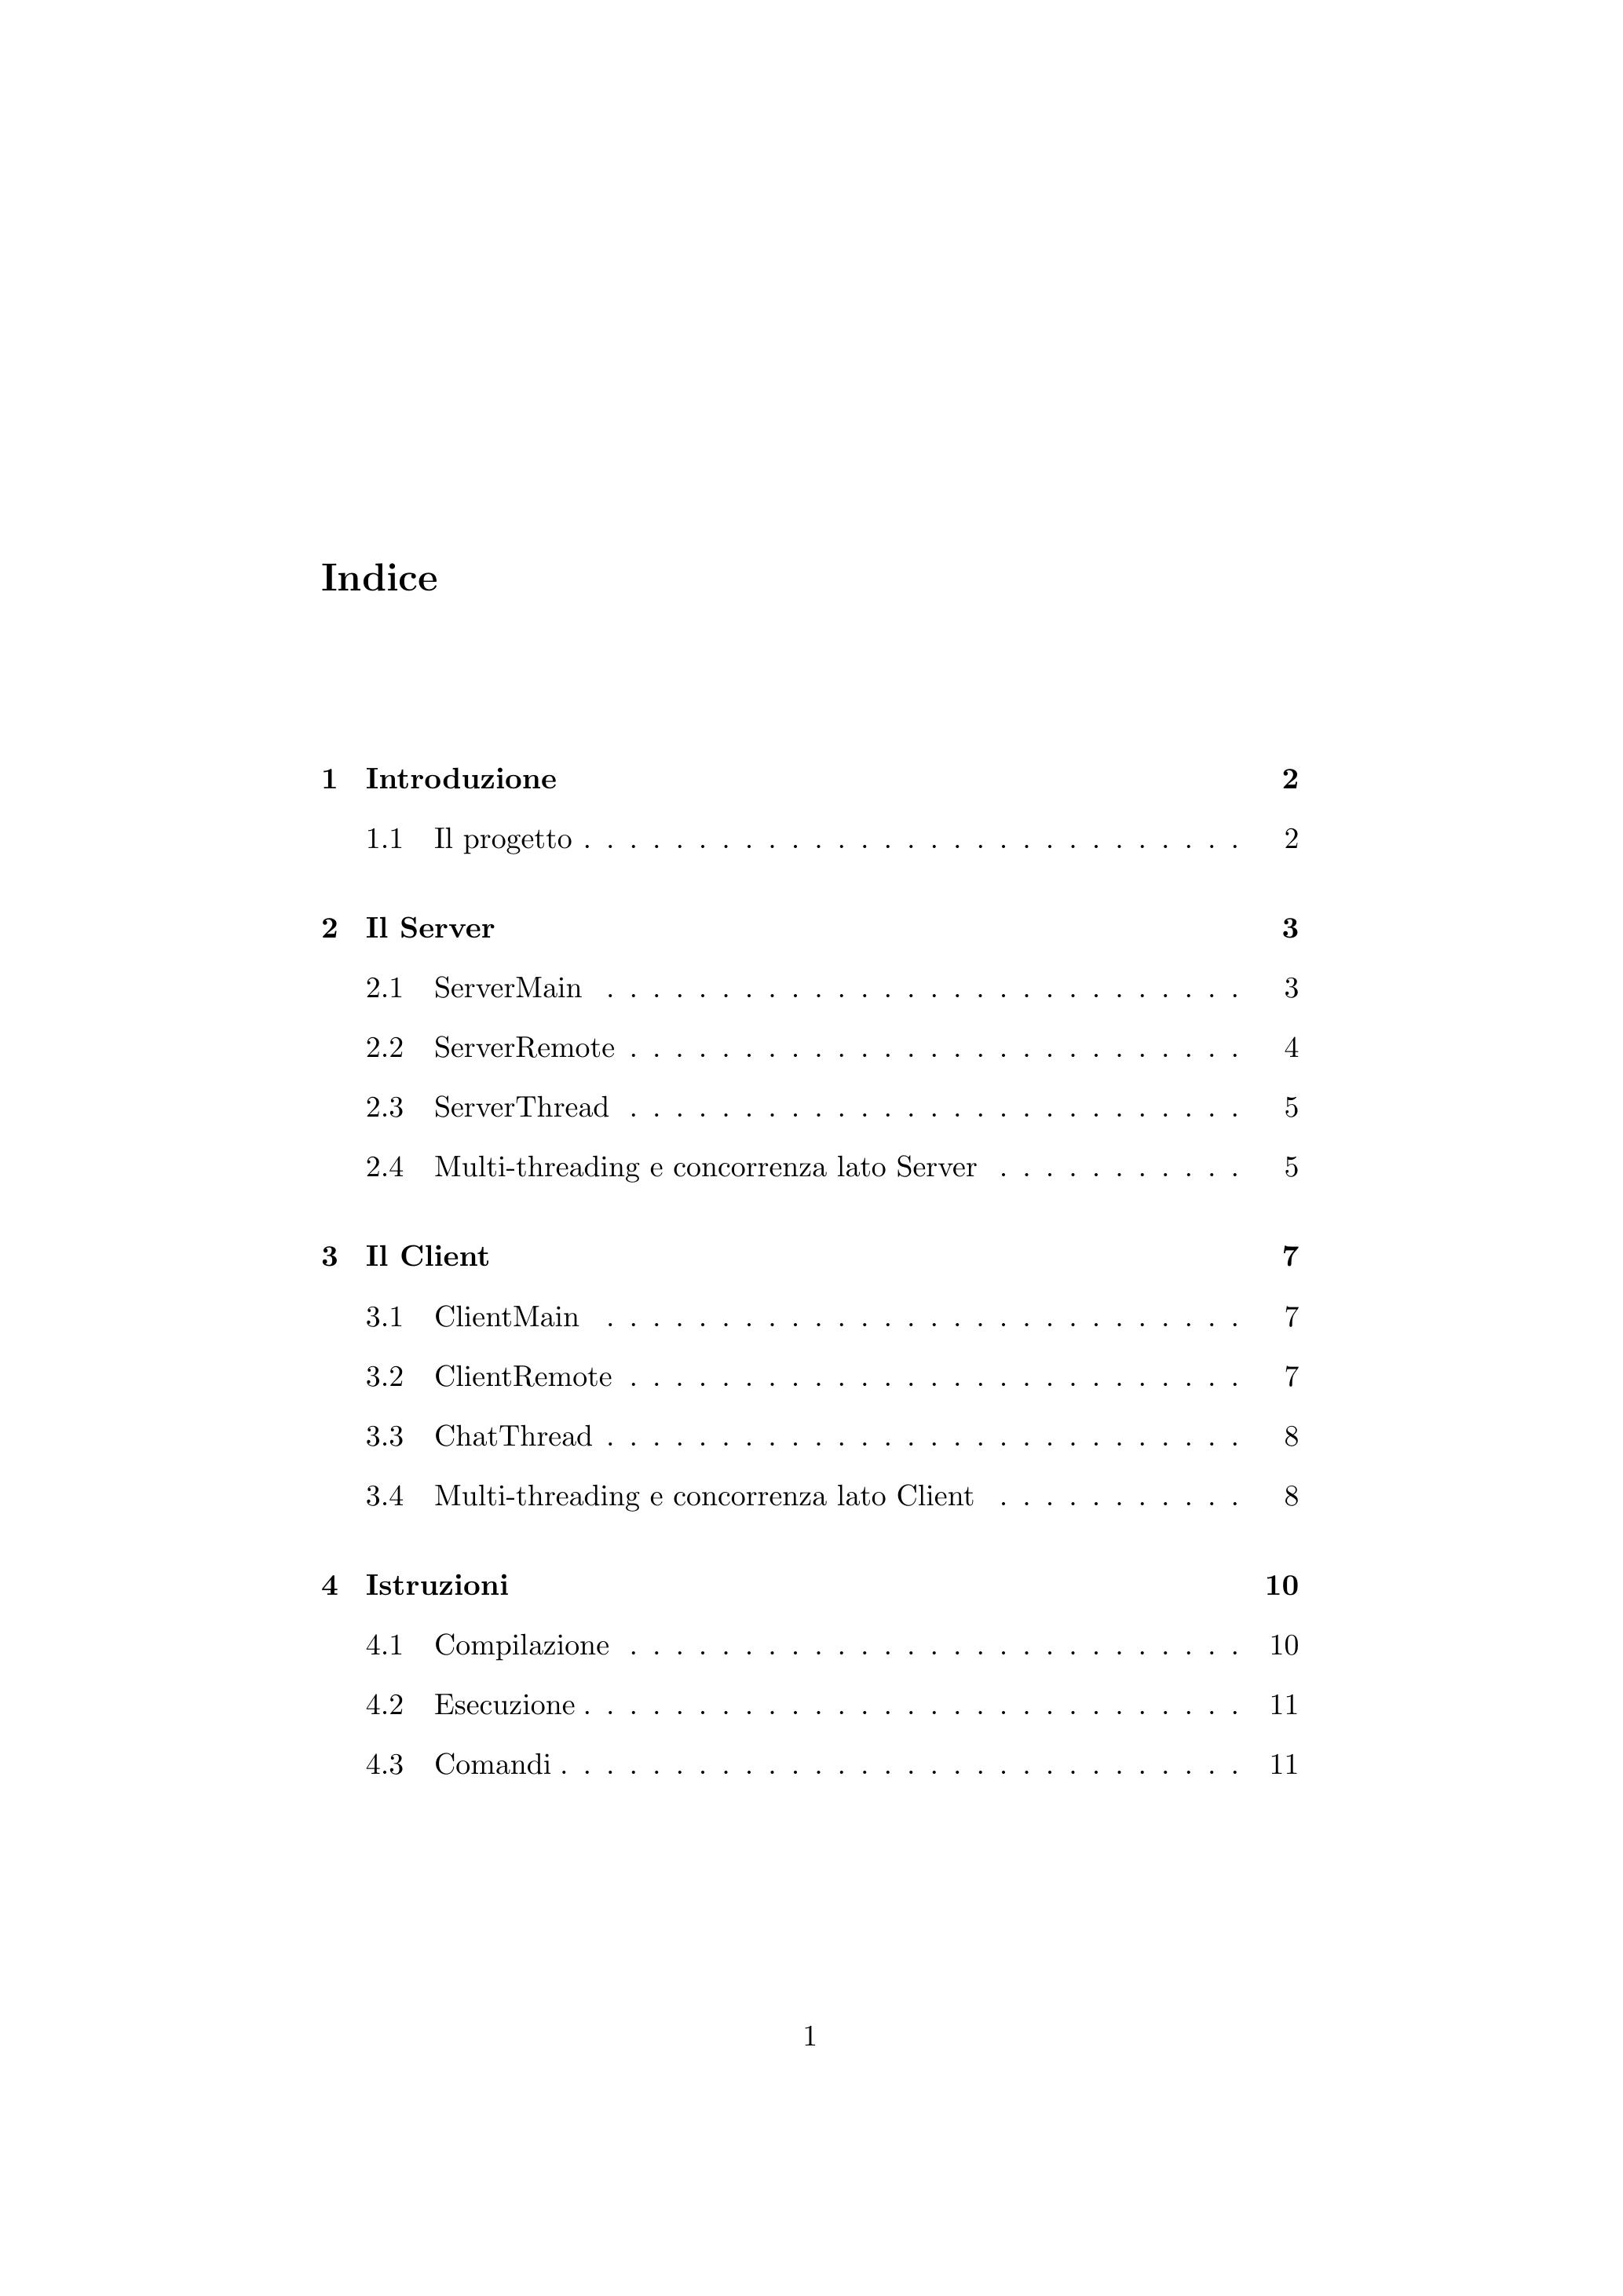 Indice
1 Introduzione 2
1.1 Il progetto . . . . . . . . . . . . . . . . . . . . . . . . . . . . . 2
2 Il Server 3
2.1 ServerMain . . . . . . . . . . . . . . . . . . . . . . . . . . . . 3
2.2 ServerRemote . . . . . . . . . . . . . . . . . . . . . . . . . . . 4
2.3 ServerThread . . . . . . . . . . . . . . . . . . . . . . . . . . . 5
2.4 Multi-threading e concorrenza lato Server . . . . . . . . . . . 5
3 Il Client 7
3.1 ClientMain . . . . . . . . . . . . . . . . . . . . . . . . . . . . 7
3.2 ClientRemote . . . . . . . . . . . . . . . . . . . . . . . . . . . 7
3.3 ChatThread . . . . . . . . . . . . . . . . . . . . . . . . . . . . 8
3.4 Multi-threading e concorrenza lato Client . . . . . . . . . . . 8
4 Istruzioni 10
4.1 Compilazione . . . . . . . . . . . . . . . . . . . . . . . . . . . 10
4.2 Esecuzione . . . . . . . . . . . . . . . . . . . . . . . . . . . . . 11
4.3 Comandi . . . . . . . . . . . . . . . . . . . . . . . . . . . . . . 11
1